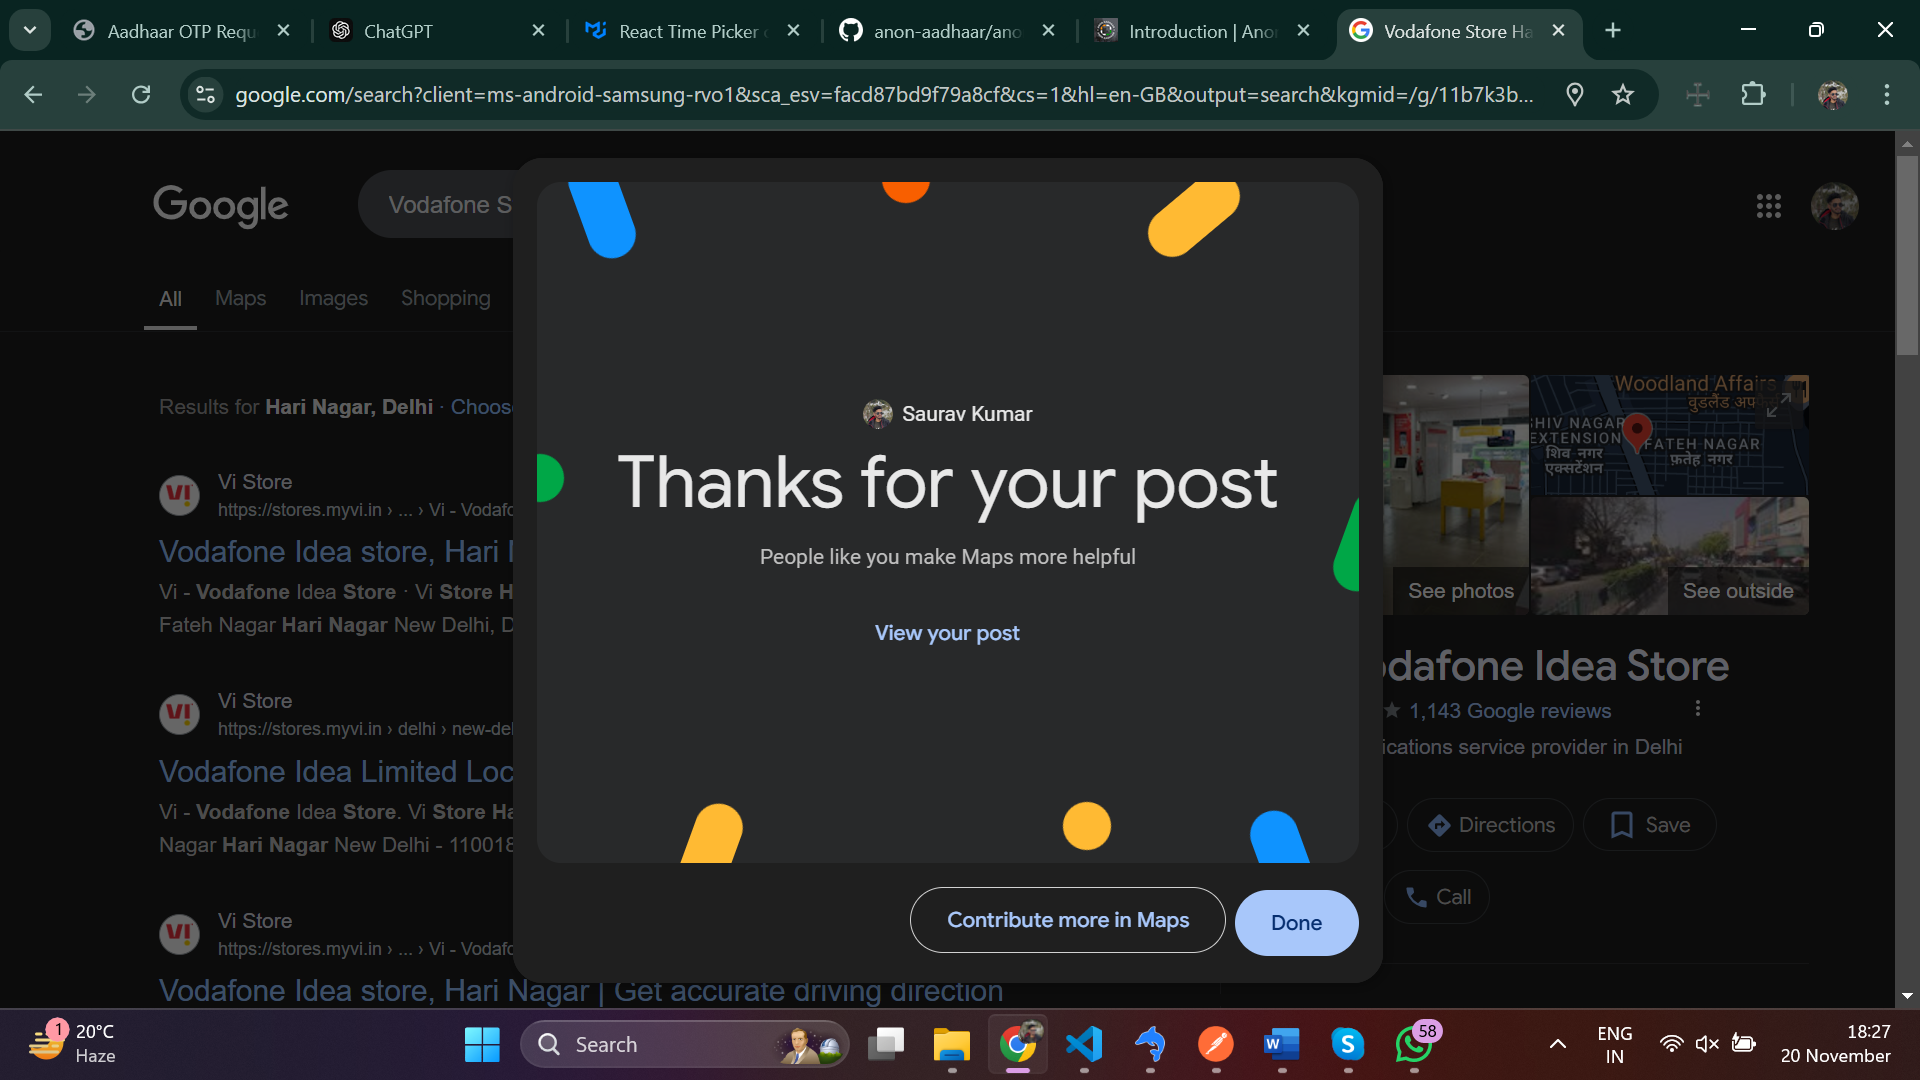 Aadhaar OTP Requ
ChatGPT
React Time Picker
anon-aadhaar/ano
Introduction | Ano
Vodafone Store Ha
google.com/search?client=ms-android-samsung-rvo1&sca_esv=facd87bd9f79a8cf&cs=1&hl=en-GB&output=search&kgmid=/g/11b7k3b...
Google
Vodafone S
All
Maps
Images
Shopping
Results for Hari Nagar, Delhi · Choos
Vi Store
https://stores.myvi.in › ... › Vi - Vodafo
Vodafone Idea store, Hari
Vi - Vodafone Idea Store · Vi Store H
Fateh Nagar Hari Nagar New Delhi, D
Vi Store
https://stores.myvi.in › delhi › new-del
Vodafone Idea Limited Loc
Vi - Vodafone Idea Store. Vi Store Ha
Nagar Hari Nagar New Delhi - 110018
Vi Store
https://stores.myvi.in › ... › Vi - Vodafo
Vodafone Idea store, Hari Nagar | Get accurate driving direction
Saurav Kumar
Thanks for your post
People like you make Maps more helpful
View your post
Contribute more in Maps
Done
Woodland Affairs
वुडलैंड
SHIV NAGAR
EXTENSION
शिव नगर
एक्सटेंशन
FATEH NAGAR
फ़तेह नगर
See photos
See outside
odafone Idea Store
1,143 Google reviews
ications service provider in Delhi
Directions
Save
Call
1
20°C
Haze
Search
58
ENG
IN
18:27
20 November